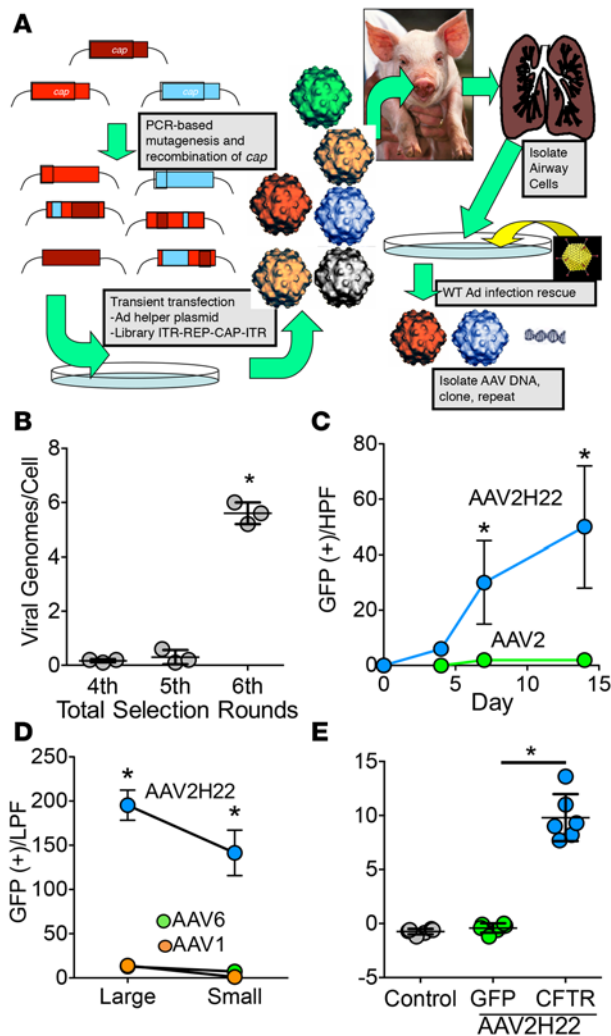 A
cap
cap
cap
PCR-based
mutagenesis and
recombination of cap
Transient transfection
-Ad helper plasmid
-Library ITR-REP-CAP-ITR
Isolate
Airway
Cells
WT Ad infection rescue
Isolate AAV DNA,
clone, repeat
B
Viral Genomes/Cell
8
6
4
2
0
4th 5th 6th
Total Selection Rounds
*
C
GFP (+)/HPF
80
60
40
20
0
0 5 10 15
Day
AAV2H22
AAV2
*
*
D
GFP (+)/LPF
250
200
150
100
50
0
Large Small
AAV2H22
AAV6
AAV1
*
*
E
15
10
5
0
-5
*
Control GFP CFTR
AAV2H22